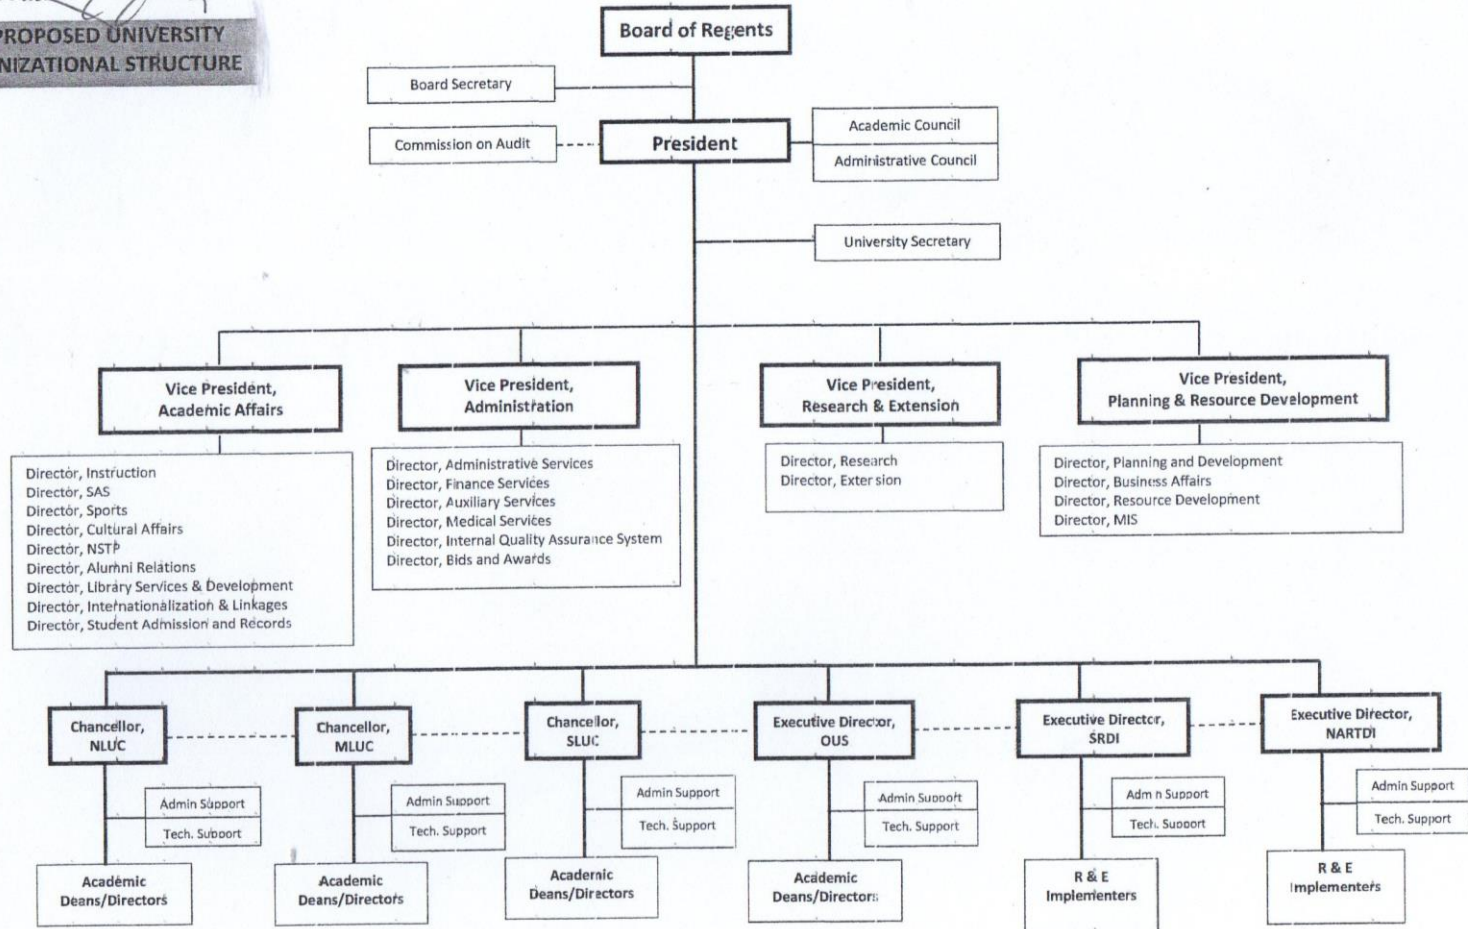 PROPOSED UNIVERSITY
NIZATIONAL STRUCTURE
Board of Regents
Board Secretary
Commission on Audit
President
Academic Council
Administrative Council
University Secretary
Vice President,
Academic Affairs
Vice President,
Administration
Vice President,
Research & Extension
Vice President,
Planning & Resource Development
Director, Instruction
Director, SAS
Director, Sports
Director, Cultural Affairs
Director, NSTP
Director, Alumni Relations
Director, Library Services & Development
Director, Internationalization & Linkages
Director, Student Admission and Records
Director, Administrative Services
Director, Finance Services
Director, Auxiliary Services
Director, Medical Services
Director, Internal Quality Assurance System
Director, Bids and Awards
Director, Research
Director, Extension
Director, Planning and Development
Director, Business Affairs
Director, Resource Development
Director, MIS
Chancellor,
NLUC
Chancellor,
MLUC
Chancellor,
SLUC
Executive Director,
OUS
Executive Director,
SRDI
Executive Director,
NARTDI
Admin Support
Tech. Support
Admin Support
Tech. Support
Admin Support
Tech. Support
Admin Support
Tech. Support
Admin Support
Tech. Support
Admin Support
Tech. Support
Academic
Deans/Directors
Academic
Deans/Directors
Academic
Deans/Directors
Academic
Deans/Directors
R & E
Implementers
R & E
Implementers